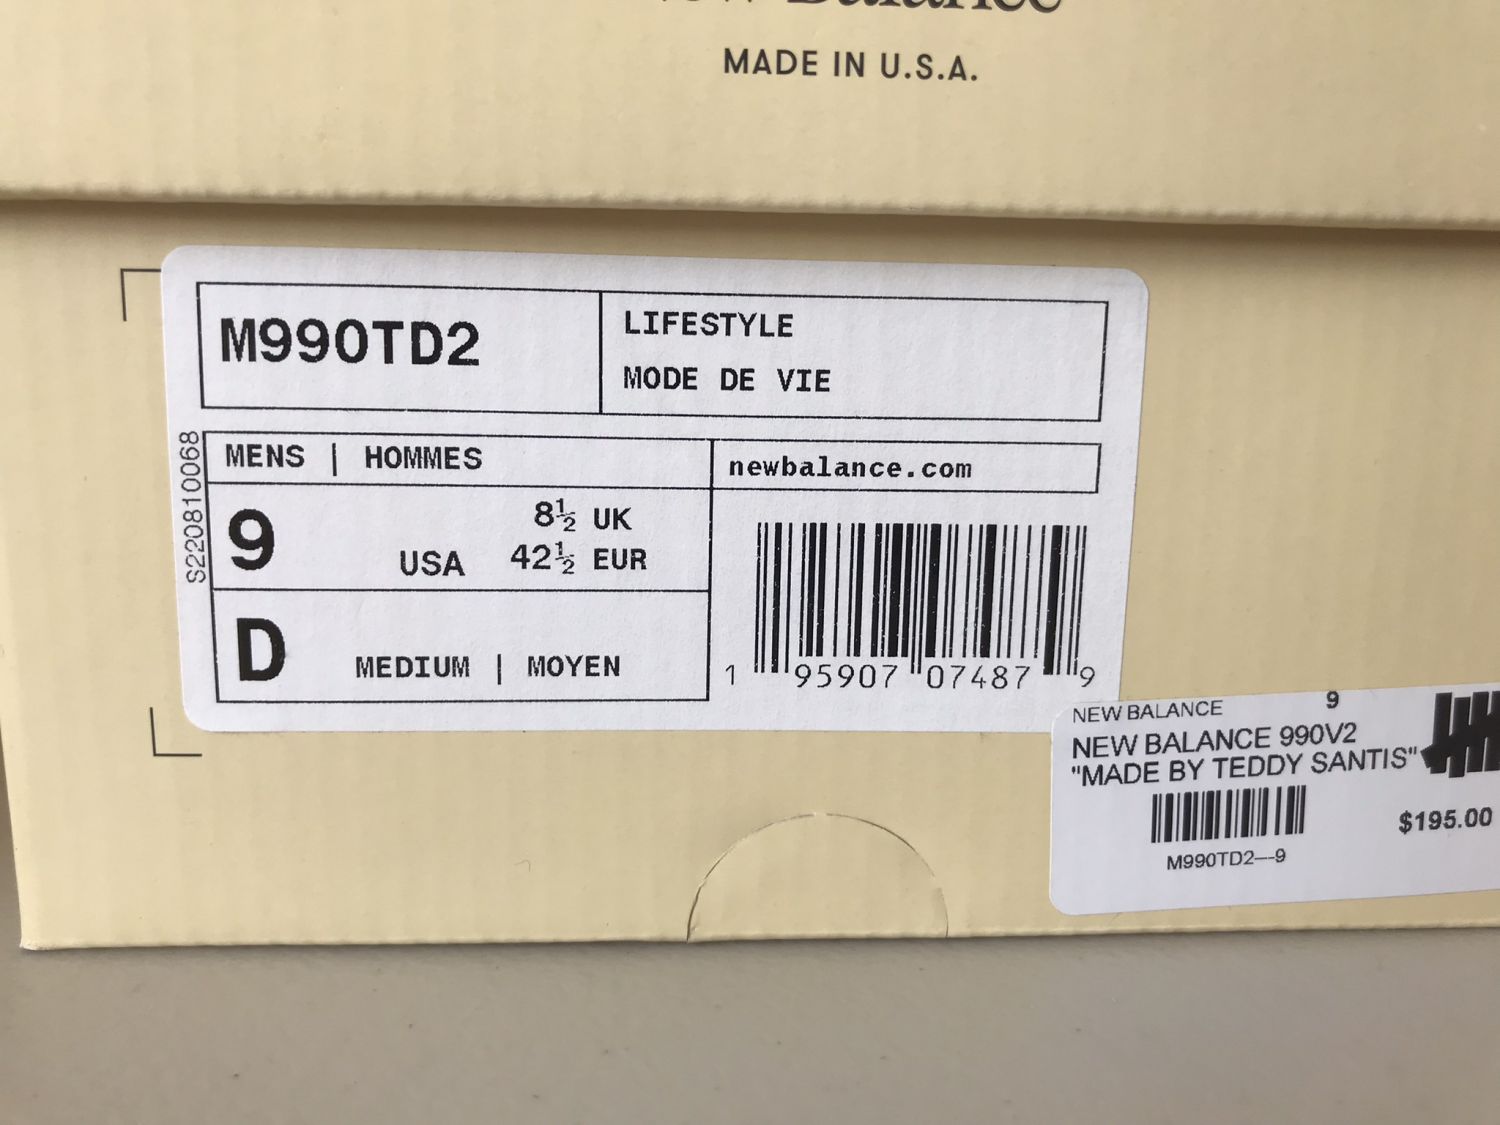 New Balance
MADE IN U.S.A.
M990TD2
LIFESTYLE
MODE DE VIE
S220810068
MENS | HOMMES
newbalance.com
9 USA
8½ UK
42½ EUR
D MEDIUM | MOYEN
1 95907 07487 9
NEW BALANCE 9
NEW BALANCE 990V2
"MADE BY TEDDY SANTIS"
$195.00
M990TD2---9